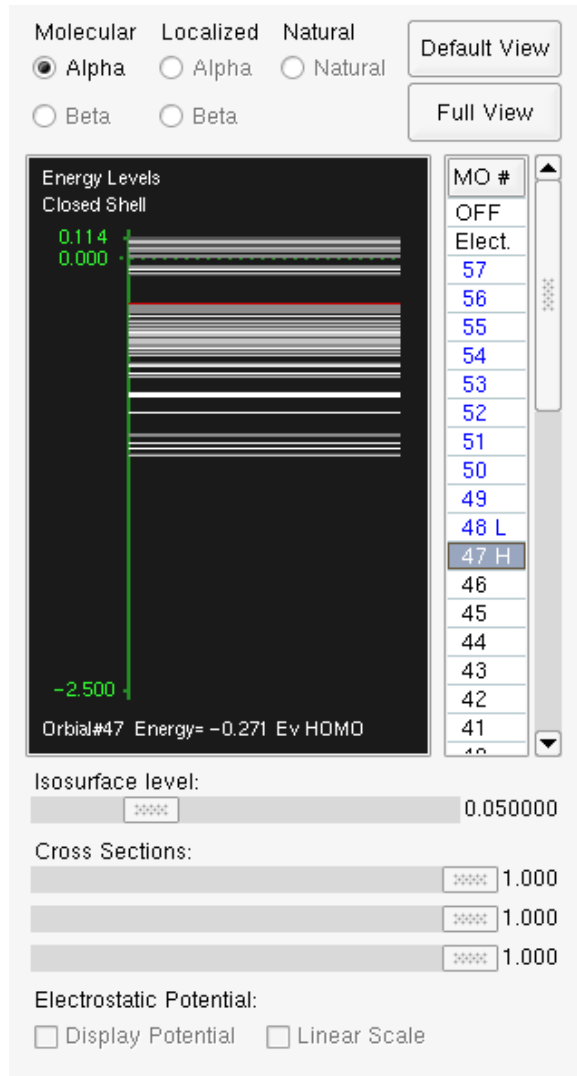 Molecular Localized Natural
Alpha Alpha Natural
Beta Beta
Default View
Full View
Energy Levels
Closed Shell
0.114
0.000
-2.500
Orbial#47 Energy= -0.271 Ev HOMO
MO #
OFF
Elect.
57
56
55
54
53
52
51
50
49
48 L
47 H
46
45
44
43
42
41
Isosurface level:
0.050000
Cross Sections:
1.000
1.000
1.000
Electrostatic Potential:
Display Potential Linear Scale